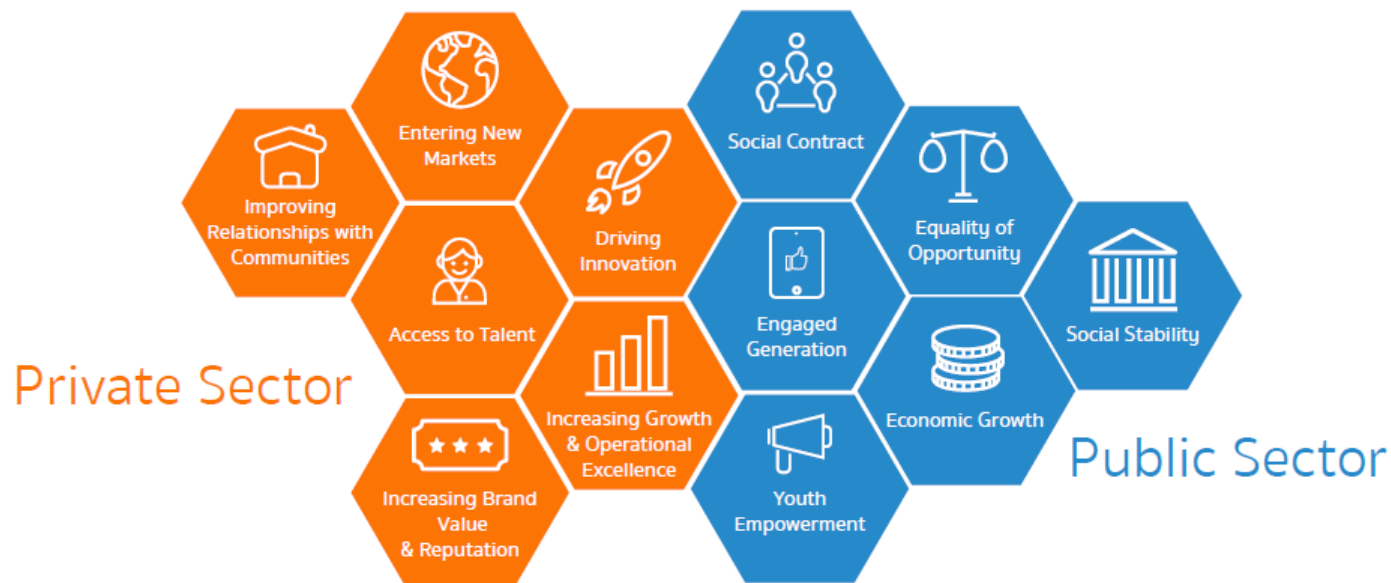 Entering New
Markets
Improving
Relationships with
Communities
Driving
Innovation
Access to Talent
Increasing Growth
& Operational
Excellence
Increasing Brand
Value
& Reputation
Private Sector
Social Contract
Equality of
Opportunity
Engaged
Generation
Social Stability
Economic Growth
Youth
Empowerment
Public Sector